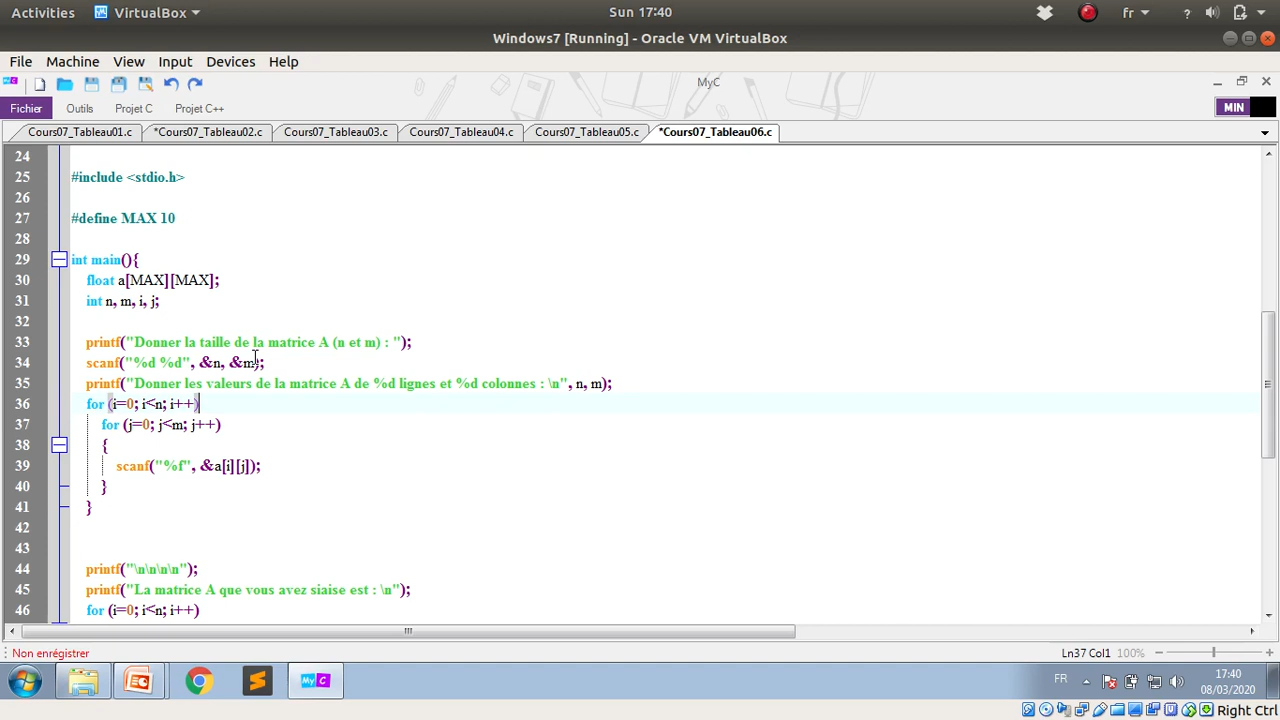 Activities VirtualBox Sun 17:40 fr ?
Windows7 [Running] - Oracle VM VirtualBox
File Machine View Input Devices Help
MyC
Fichier Outils Projet C Projet C++ MIN
Cours07_Tableau01.c *Cours07_Tableau02.c Cours07_Tableau03.c Cours07_Tableau04.c Cours07_Tableau05.c *Cours07_Tableau06.c
24
25 #include <stdio.h>
26
27 #define MAX 10
28
29 int main(){
30 float a[MAX][MAX];
31 int n, m, i, j;
32
33 printf("Donner la taille de la matrice A (n et m) : ");
34 scanf("%d %d", &n, &m);
35 printf("Donner les valeurs de la matrice A de %d lignes et %d colonnes : \n", n, m);
36 for (i=0; i<n; i++)
37 for (j=0; j<m; j++)
38 {
39 scanf("%f", &a[i][j]);
40 }
41 }
42
43
44 printf("\n\n\n\n");
45 printf("La matrice A que vous avez siaise est : \n");
46 for (i=0; i<n; i++)
Non enrégistrer Ln37 Col1 100%
MyC FR 17:40
08/03/2020
Right Ctrl